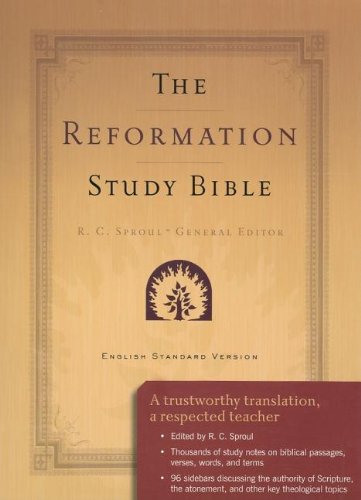 THE
REFORMATION
STUDY BIBLE
R. C. SPROUL • GENERAL EDITOR
ENGLISH STANDARD VERSION
A trustworthy translation,
a respected teacher
• Edited by R. C. Sproul
• Thousands of study notes on biblical passages,
verses, words, and terms
• 96 sidebars discussing the authority of Scripture,
the atonement, and other key theological topics